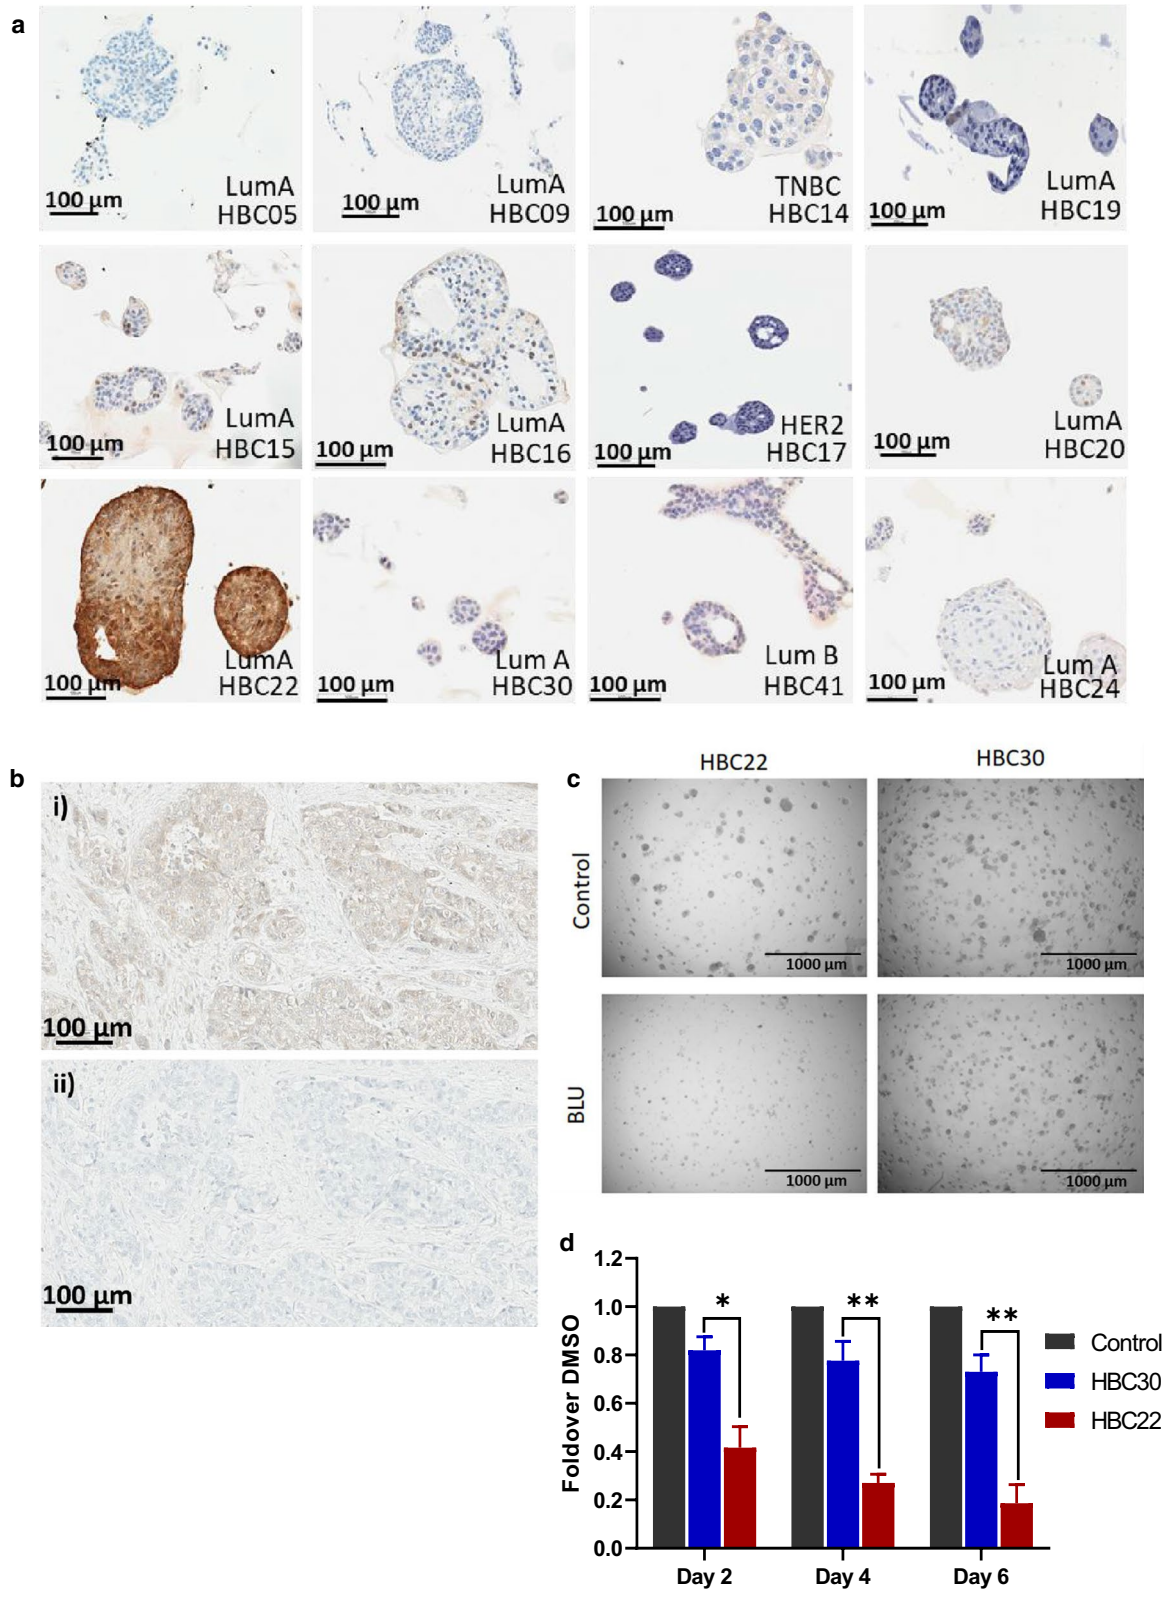 a
LumA
HBC05
100 µm
LumA
HBC09
100 µm
TNBC
HBC14
100 µm
LumA
HBC19
100 µm
LumA
HBC15
100 µm
LumA
HBC16
100 µm
HER2
HBC17
100 µm
LumA
HBC20
100 µm
LumA
HBC22
100 µm
Lum A
HBC30
100 µm
Lum B
HBC41
100 µm
Lum A
HBC24
100 µm
b
i)
100 µm
ii)
100 µm
c
HBC22
HBC30
Control
1000 µm
1000 µm
BLU
1000 µm
1000 µm
d
Foldover DMSO
1.2
1.0
0.8
0.6
0.4
0.2
0.0
*
**
**
Day 2
Day 4
Day 6
Control
HBC30
HBC22